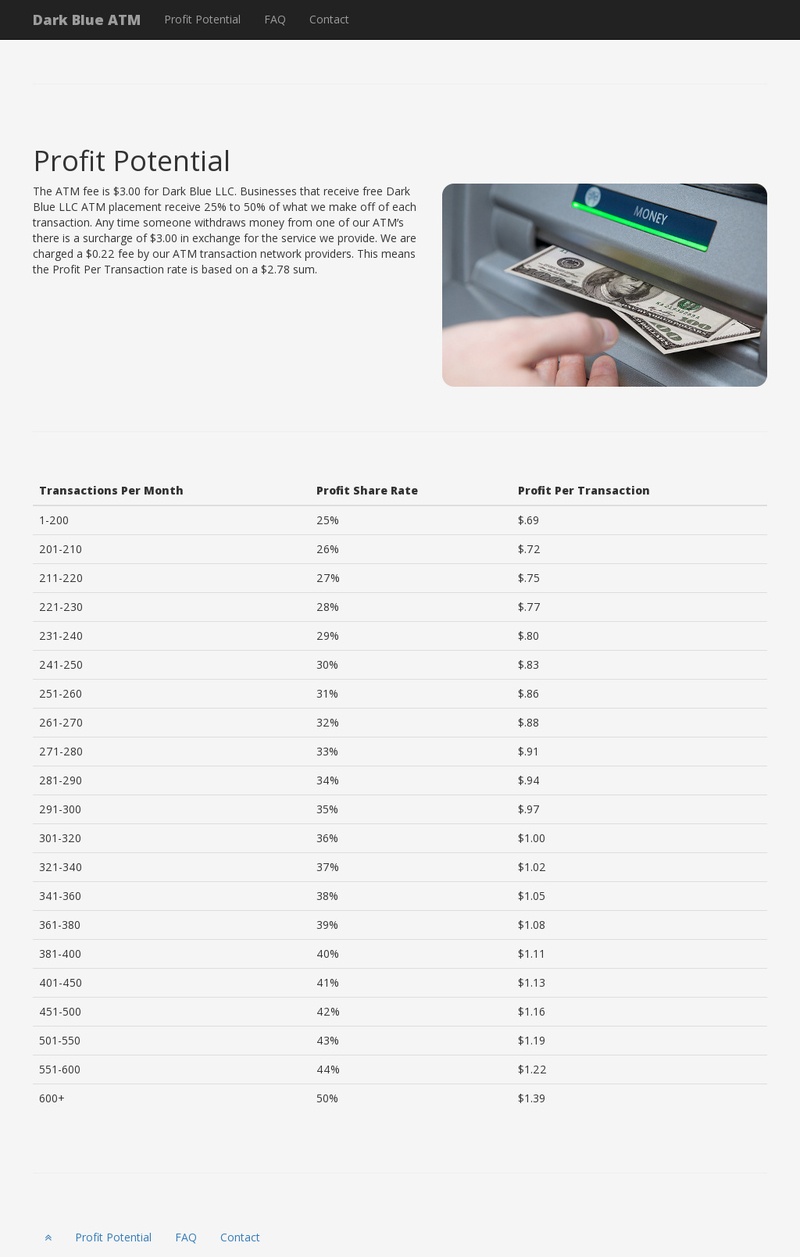 Dark Blue ATM Profit Potential FAQ Contact
Profit Potential
The ATM fee is $3.00 for Dark Blue LLC. Businesses that receive free Dark
Blue LLC ATM placement receive 25% to 50% of what we make off of each
transaction. Any time someone withdraws money from one of our ATM's
there is a surcharge of $3.00 in exchange for the service we provide. We are
charged a $0.22 fee by our ATM transaction network providers. This means
the Profit Per Transaction rate is based on a $2.78 sum.
MONEY
100
Transactions Per Month Profit Share Rate Profit Per Transaction
1-200 25% $.69
201-210 26% $.72
211-220 27% $.75
221-230 28% $.77
231-240 29% $.80
241-250 30% $.83
251-260 31% $.86
261-270 32% $.88
271-280 33% $.91
281-290 34% $.94
291-300 35% $.97
301-320 36% $1.00
321-340 37% $1.02
341-360 38% $1.05
361-380 39% $1.08
381-400 40% $1.11
401-450 41% $1.13
451-500 42% $1.16
501-550 43% $1.19
551-600 44% $1.22
600+ 50% $1.39
Profit Potential FAQ Contact